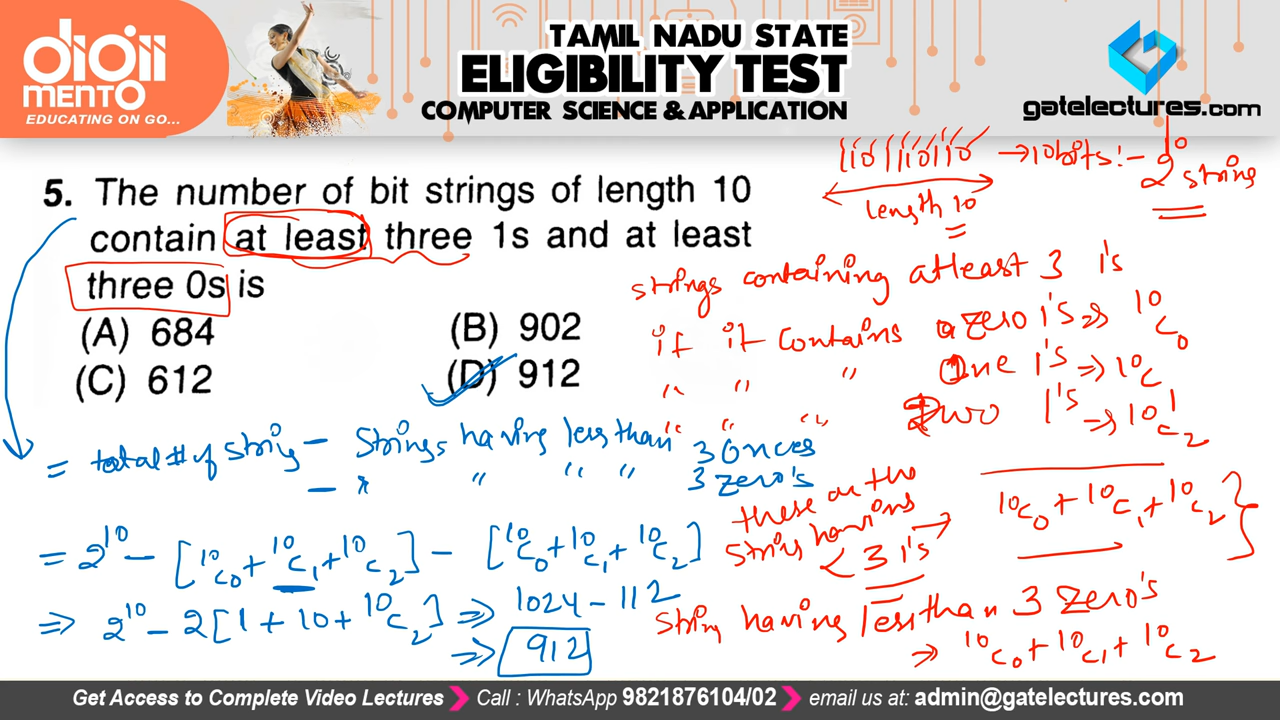 digii
mento
EDUCATING ON GO...
TAMIL NADU STATE
ELIGIBILITY TEST
COMPUTER SCIENCE & APPLICATION
gatelectures.com
→ 10 bits :- 2^10 string
length 10
5. The number of bit strings of length 10
contain at least three 1s and at least
three 0s is
(A) 684 (B) 902
(C) 612 (D) 912
strings containing atleast 3 1's
if it contains zero 1's ⇒ 10C0
" " " One 1's ⇒ 10C1
" " " Two 1's ⇒ 10C2
= total # of string − Strings having less than 3 Onces
− " " " " 3 zero's
= 2^10 − [10C0 + 10C1 + 10C2] − [10C0 + 10C1 + 10C2]
⇒ 2^10 − 2[1 + 10 + 10C2] ⇒ 1024 − 112
⇒ 912
these are the
string having → 10C0 + 10C1 + 10C2 }
< 3 1's
String having less than 3 Zero's
⇒ 10C0 + 10C1 + 10C2
Get Access to Complete Video Lectures Call : WhatsApp 9821876104/02 email us at: admin@gatelectures.com